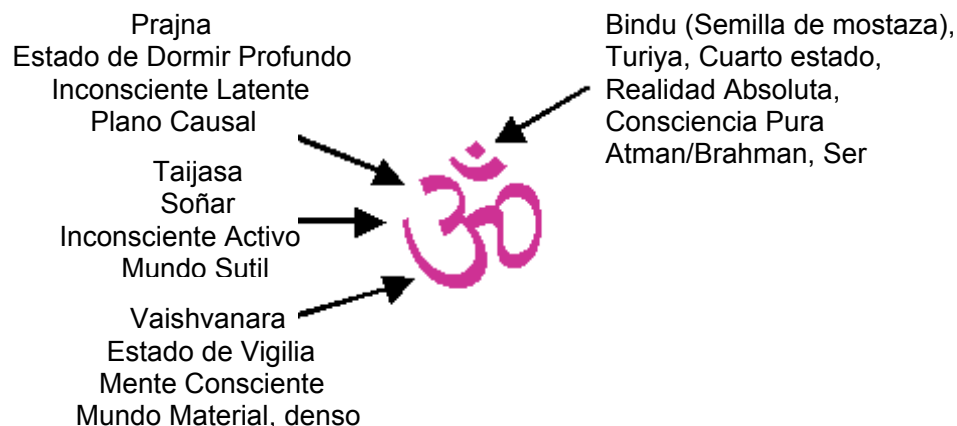 Prajna
Estado de Dormir Profundo
Inconsciente Latente
Plano Causal
Taijasa
Soñar
Inconsciente Activo
Mundo Sutil
Vaishvanara
Estado de Vigilia
Mente Consciente
Mundo Material, denso
Bindu (Semilla de mostaza),
Turiya, Cuarto estado,
Realidad Absoluta,
Consciencia Pura
Atman/Brahman, Ser
ॐ